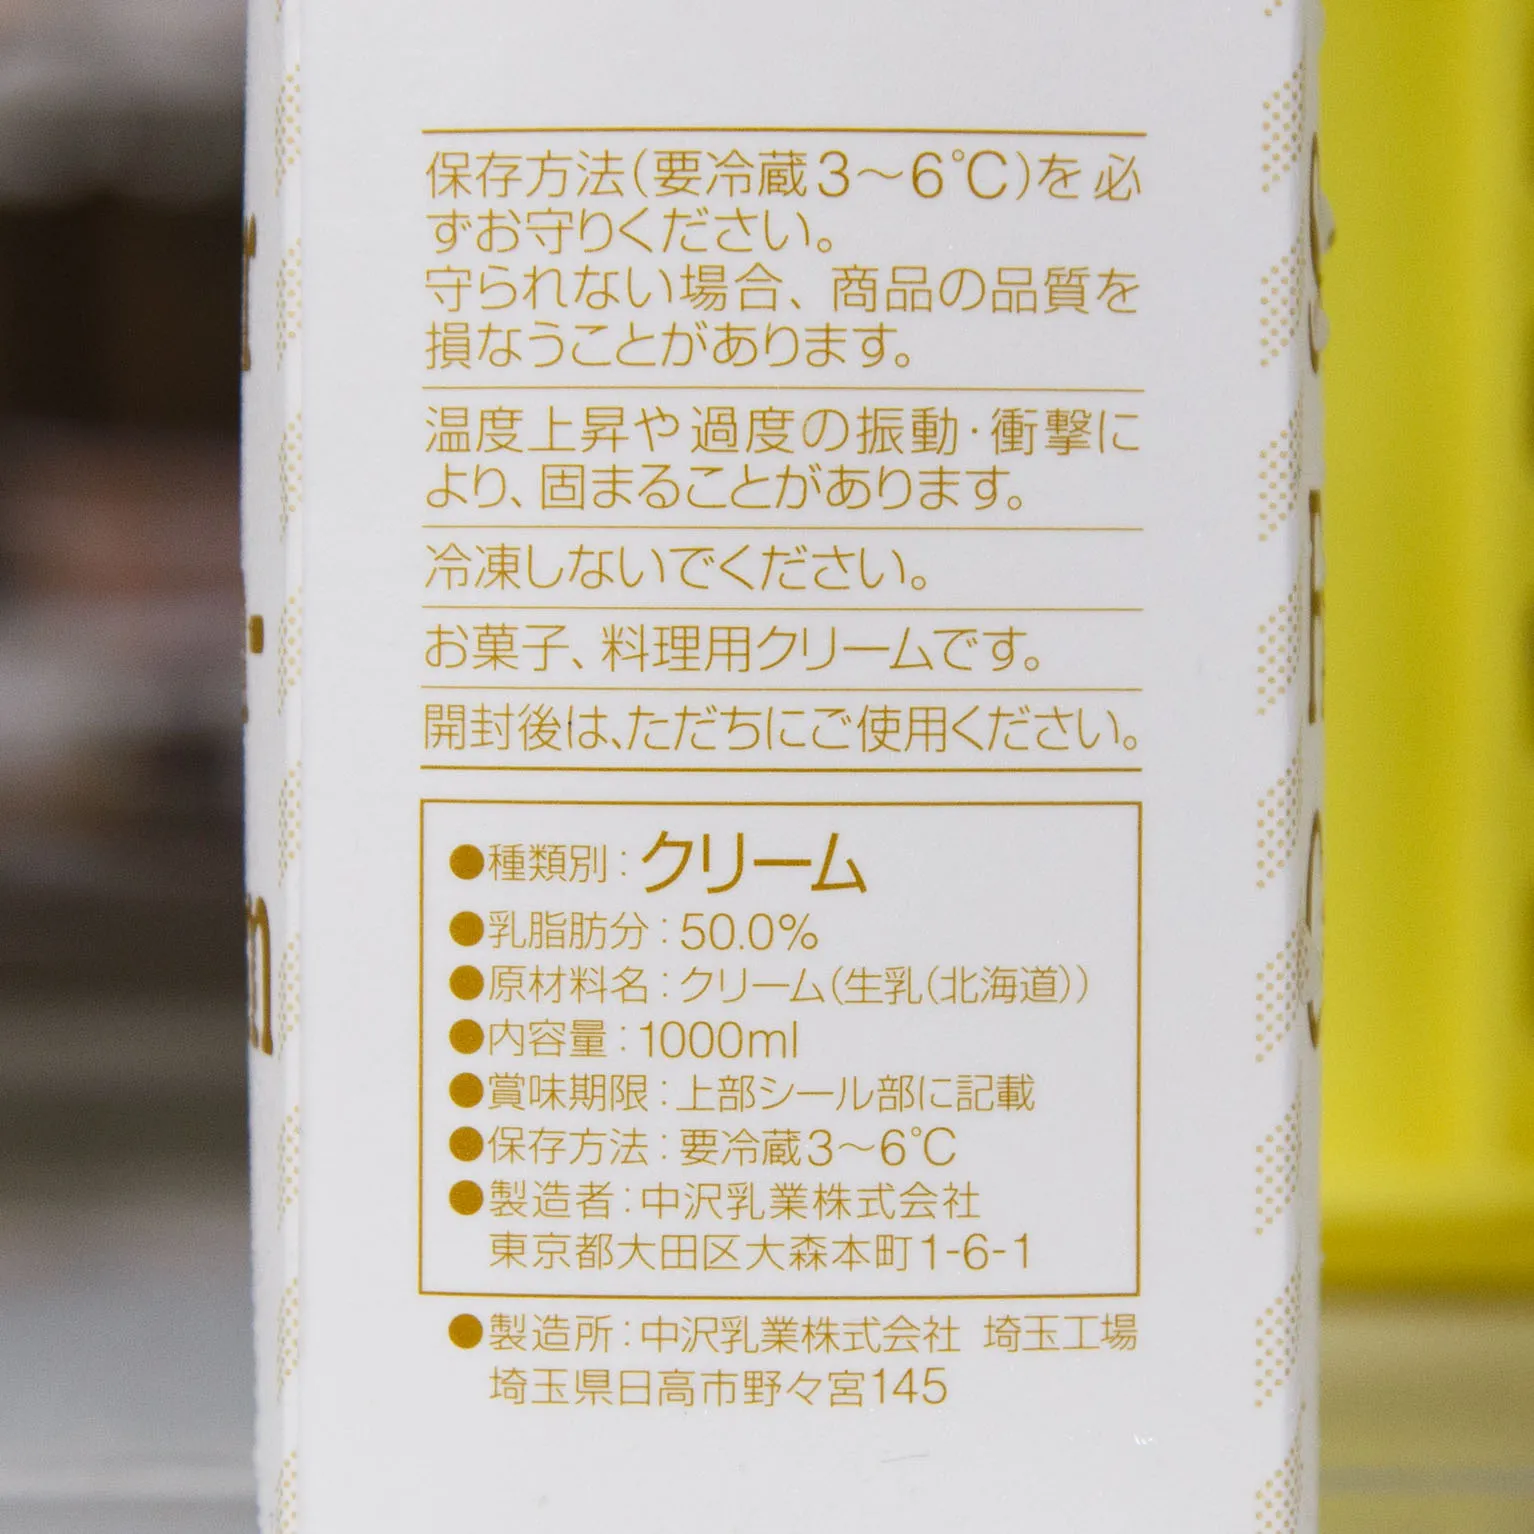 保存方法(要冷蔵3〜6℃)を必
ずお守りください。
守られない場合、商品の品質を
損なうことがあります。
温度上昇や過度の振動・衝撃に
より、固まることがあります。
冷凍しないでください。
お菓子、料理用クリームです。
開封後は、ただちにご使用ください。
●種類別:クリーム
●乳脂肪分:50.0%
●原材料名:クリーム(生乳(北海道))
●内容量:1000ml
●賞味期限:上部シール部に記載
●保存方法:要冷蔵3〜6℃
●製造者:中沢乳業株式会社
東京都大田区大森本町1-6-1
●製造所:中沢乳業株式会社 埼玉工場
埼玉県日高市野々宮145